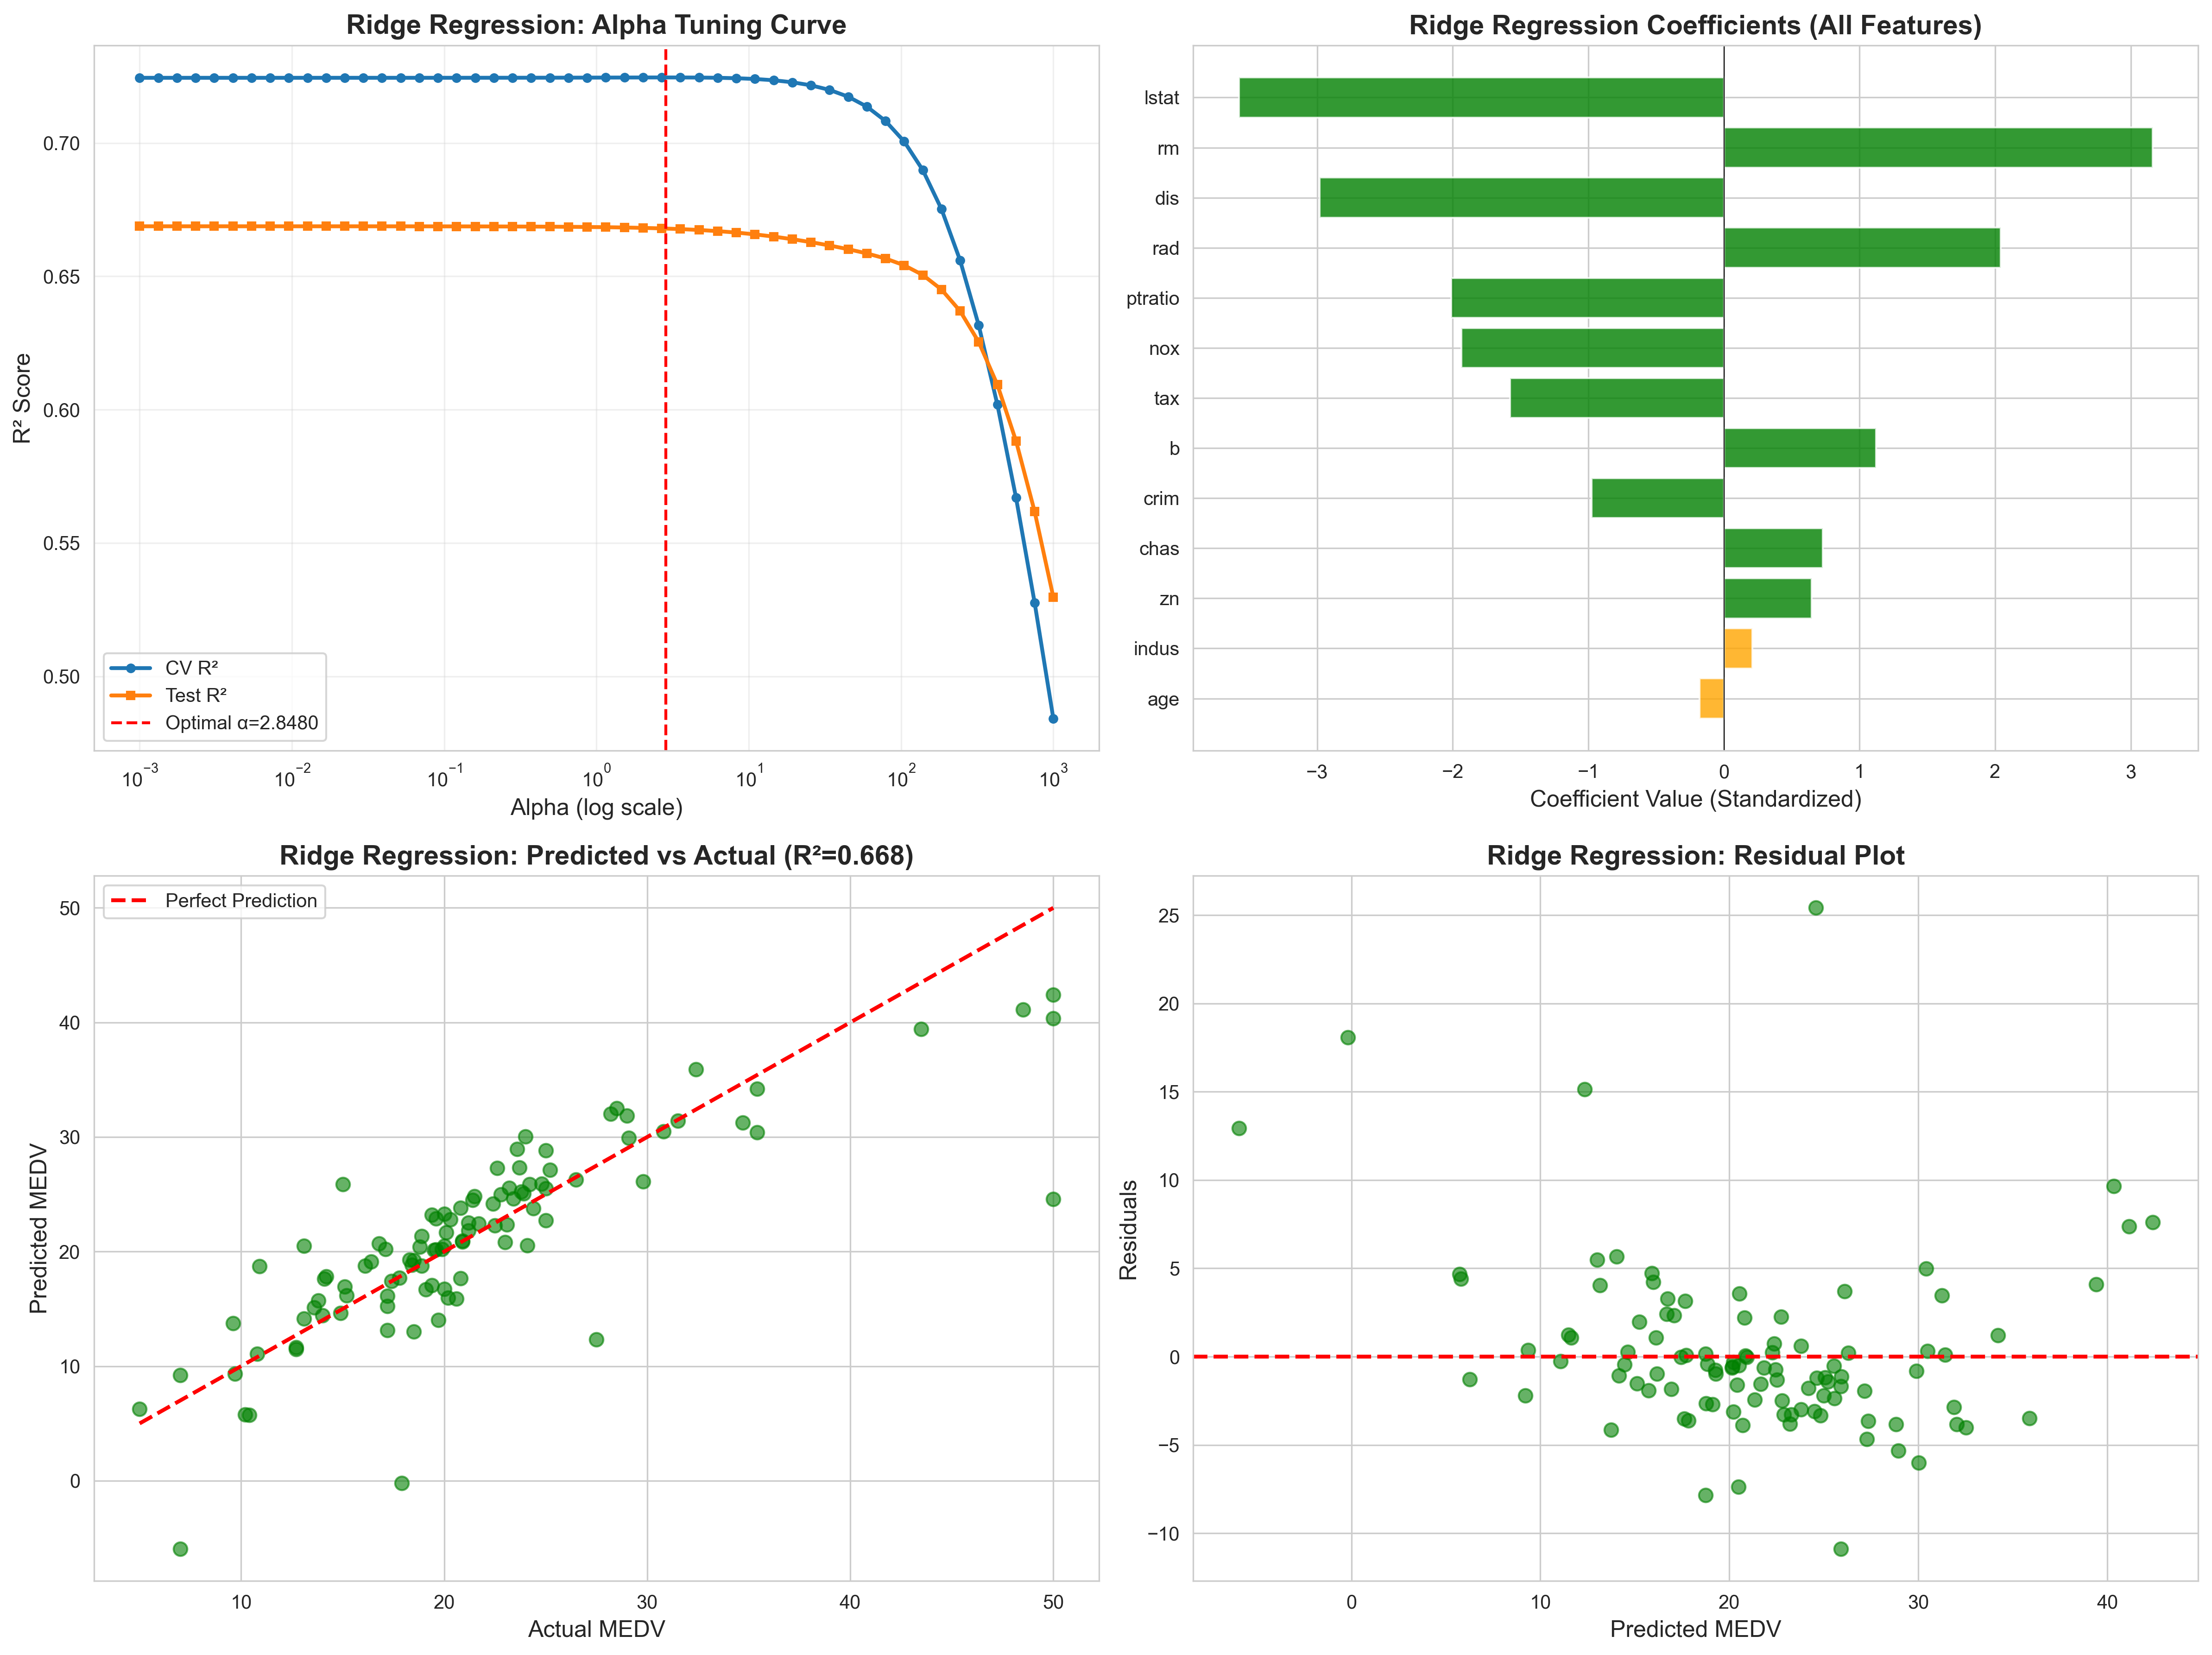 Ridge Regression: Alpha Tuning Curve
R² Score
0.70
0.65
0.60
0.55
0.50
CV R²
Test R²
Optimal α=2.8480
10⁻³ 10⁻² 10⁻¹ 10⁰ 10¹ 10² 10³
Alpha (log scale)
Ridge Regression Coefficients (All Features)
lstat
rm
dis
rad
ptratio
nox
tax
b
crim
chas
zn
indus
age
−3 −2 −1 0 1 2 3
Coefficient Value (Standardized)
Ridge Regression: Predicted vs Actual (R²=0.668)
Predicted MEDV
50
40
30
20
10
0
Perfect Prediction
10 20 30 40 50
Actual MEDV
Ridge Regression: Residual Plot
Residuals
25
20
15
10
5
0
−5
−10
0 10 20 30 40
Predicted MEDV